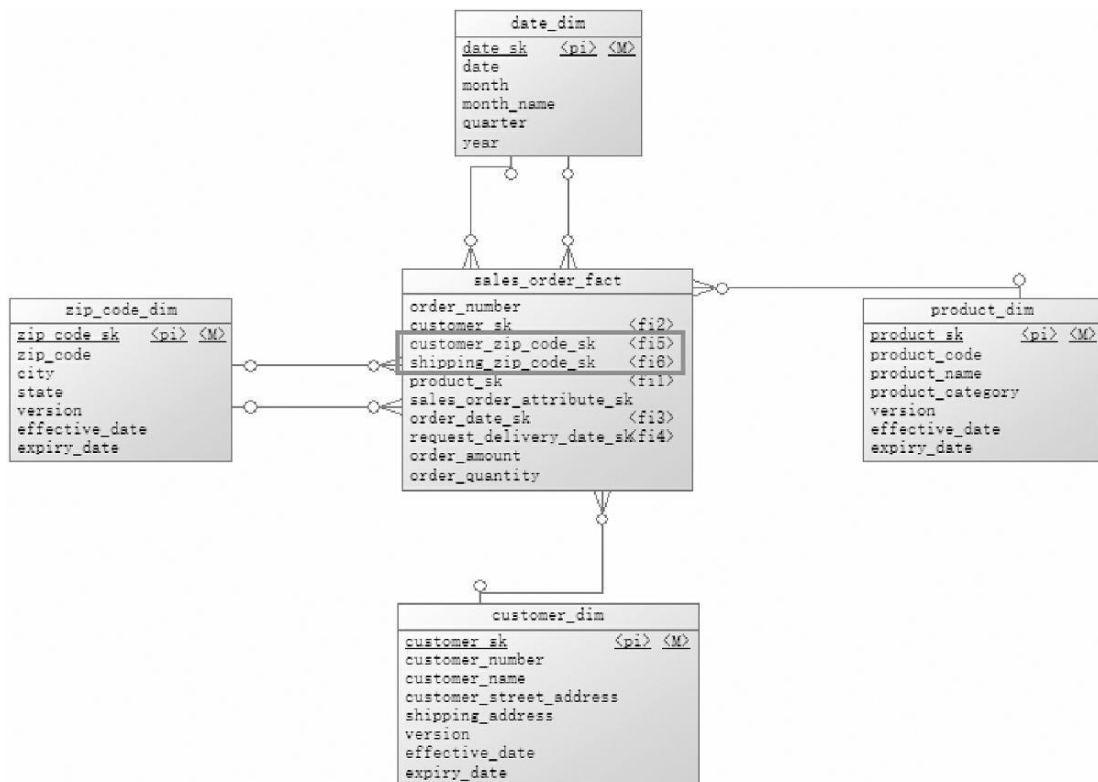 date_dim
date_sk <pi> <M>
date
month
month_name
quarter
year
sales_order_fact
order_number
customer_sk <fi2>
customer_zip_code_sk <fi5>
shipping_zip_code_sk <fi6>
product_sk <fi1>
sales_order_attribute_sk
order_date_sk <fi3>
request_delivery_date_sk <fi4>
order_amount
order_quantity
zip_code_dim
zip_code_sk <pi> <M>
zip_code
city
state
version
effective_date
expiry_date
product_dim
product_sk <pi> <M>
product_code
product_name
product_category
version
effective_date
expiry_date
customer_dim
customer_sk <pi> <M>
customer_number
customer_name
customer_street_address
shipping_address
version
effective_date
expiry_date